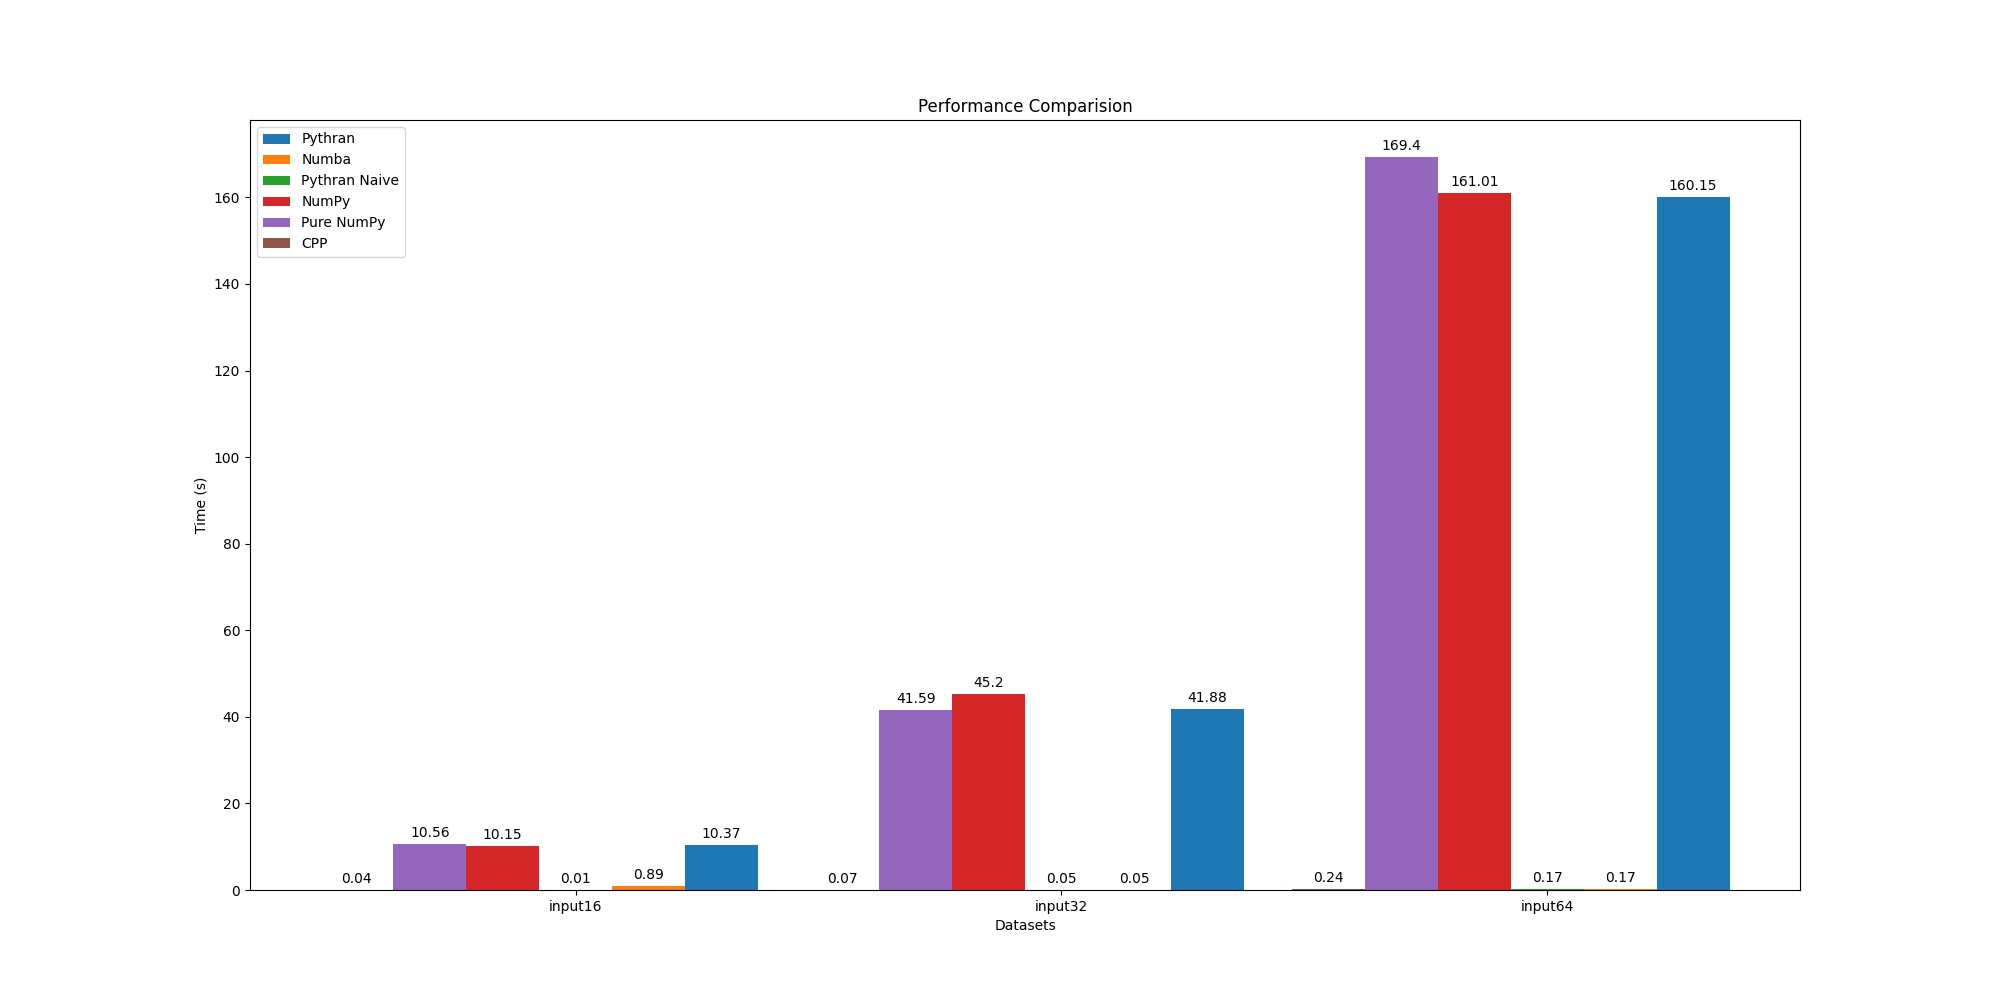 Performance Comparision
Pythran
Numba
Pythran Naive
NumPy
Pure NumPy
CPP
Time (s)
160
140
120
100
80
60
40
20
0
0.04
10.56
10.15
0.01
0.89
10.37
0.07
41.59
45.2
0.05
0.05
41.88
0.24
169.4
161.01
0.17
0.17
160.15
input16
input32
input64
Datasets